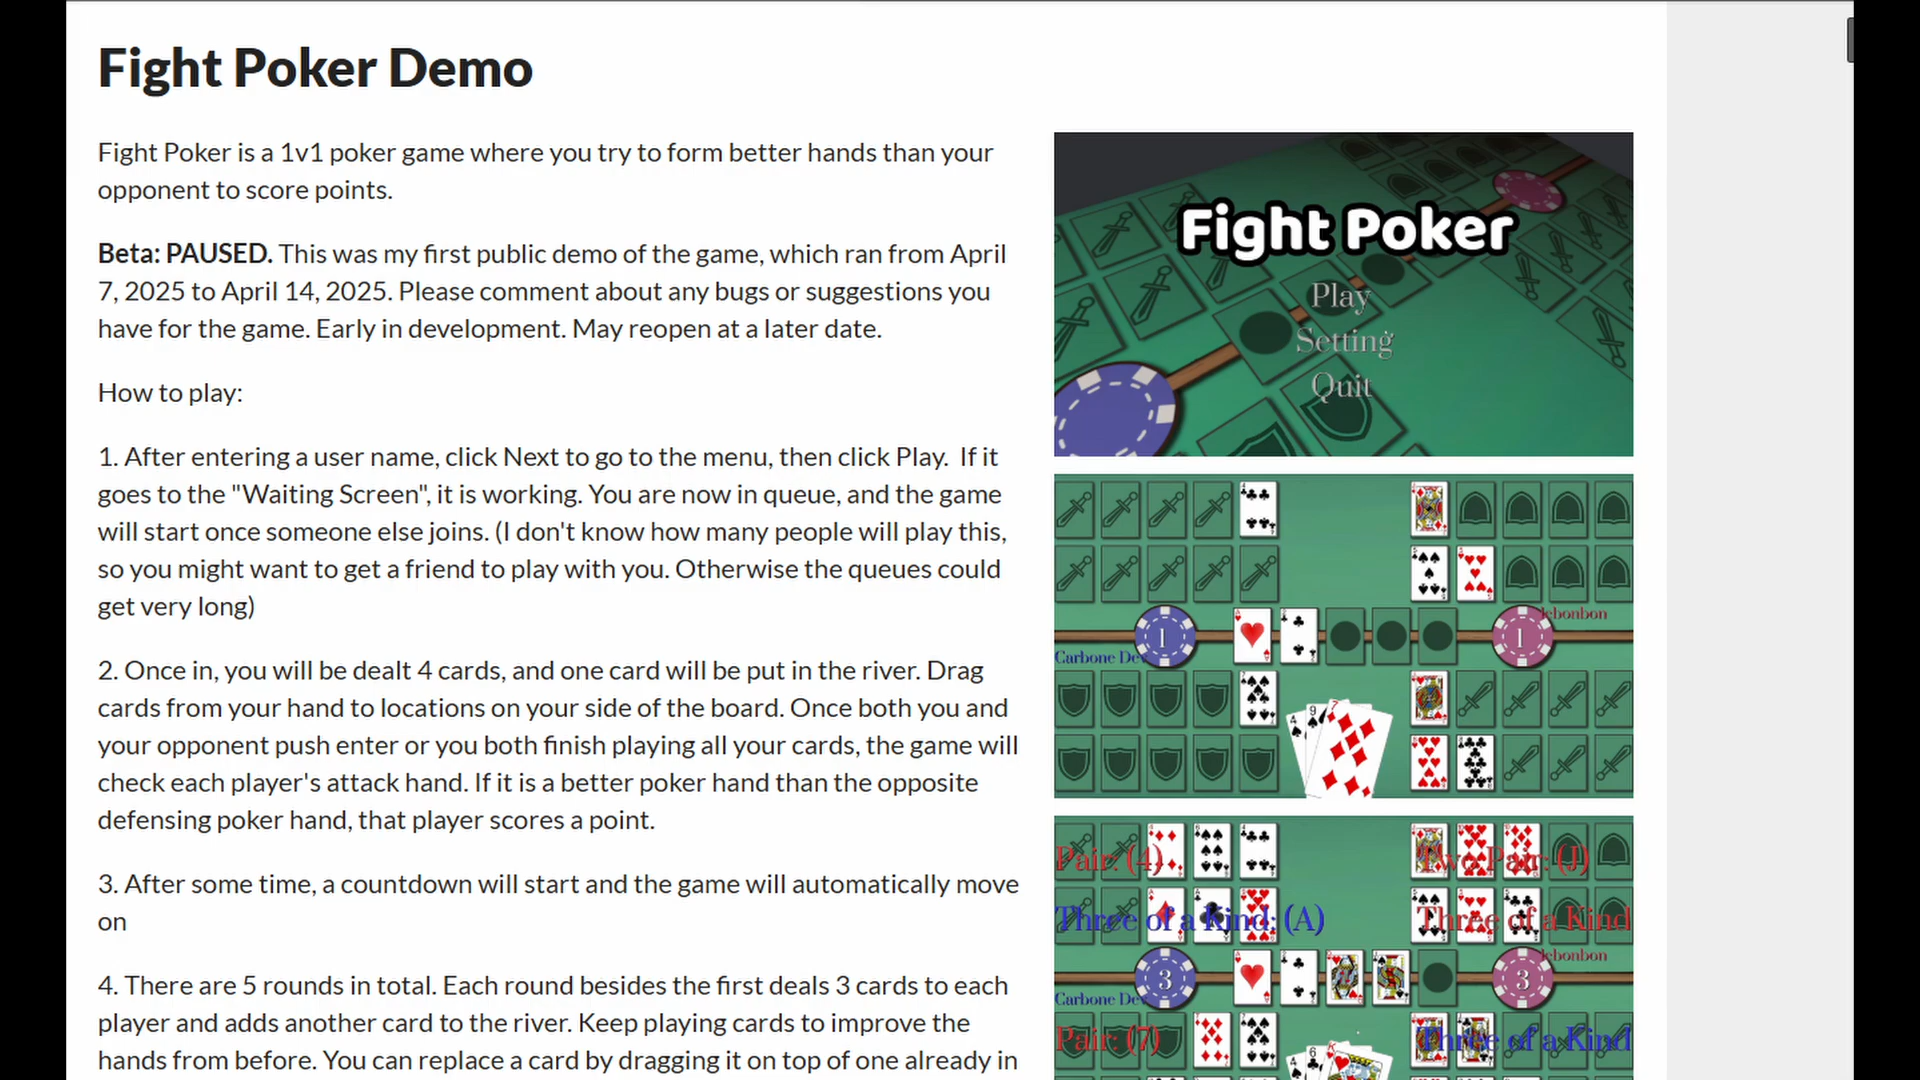 Fight Poker Demo
Fight Poker is a 1v1 poker game where you try to form better hands than your
opponent to score points.
Beta: PAUSED. This was my first public demo of the game, which ran from April
7, 2025 to April 14, 2025. Please comment about any bugs or suggestions you
have for the game. Early in development. May reopen at a later date.
How to play:
1. After entering a user name, click Next to go to the menu, then click Play.  If it
goes to the "Waiting Screen", it is working. You are now in queue, and the game
will start once someone else joins. (I don't know how many people will play this,
so you might want to get a friend to play with you. Otherwise the queues could
get very long)
2. Once in, you will be dealt 4 cards, and one card will be put in the river. Drag
cards from your hand to locations on your side of the board. Once both you and
your opponent push enter or you both finish playing all your cards, the game will
check each player's attack hand. If it is a better poker hand than the opposite
defensing poker hand, that player scores a point.
3. After some time, a countdown will start and the game will automatically move
on
4. There are 5 rounds in total. Each round besides the first deals 3 cards to each
player and adds another card to the river. Keep playing cards to improve the
hands from before. You can replace a card by dragging it on top of one already in
Fight Poker
Play
Setting
Quit
1
1
Carbone
4 9 7
Pair: (4)
Two Pair: (J)
Three of a Kind: (A)
Three of a Kind
3
3
Carbone
Pair: (7)
Three of a Kind
4 6 K